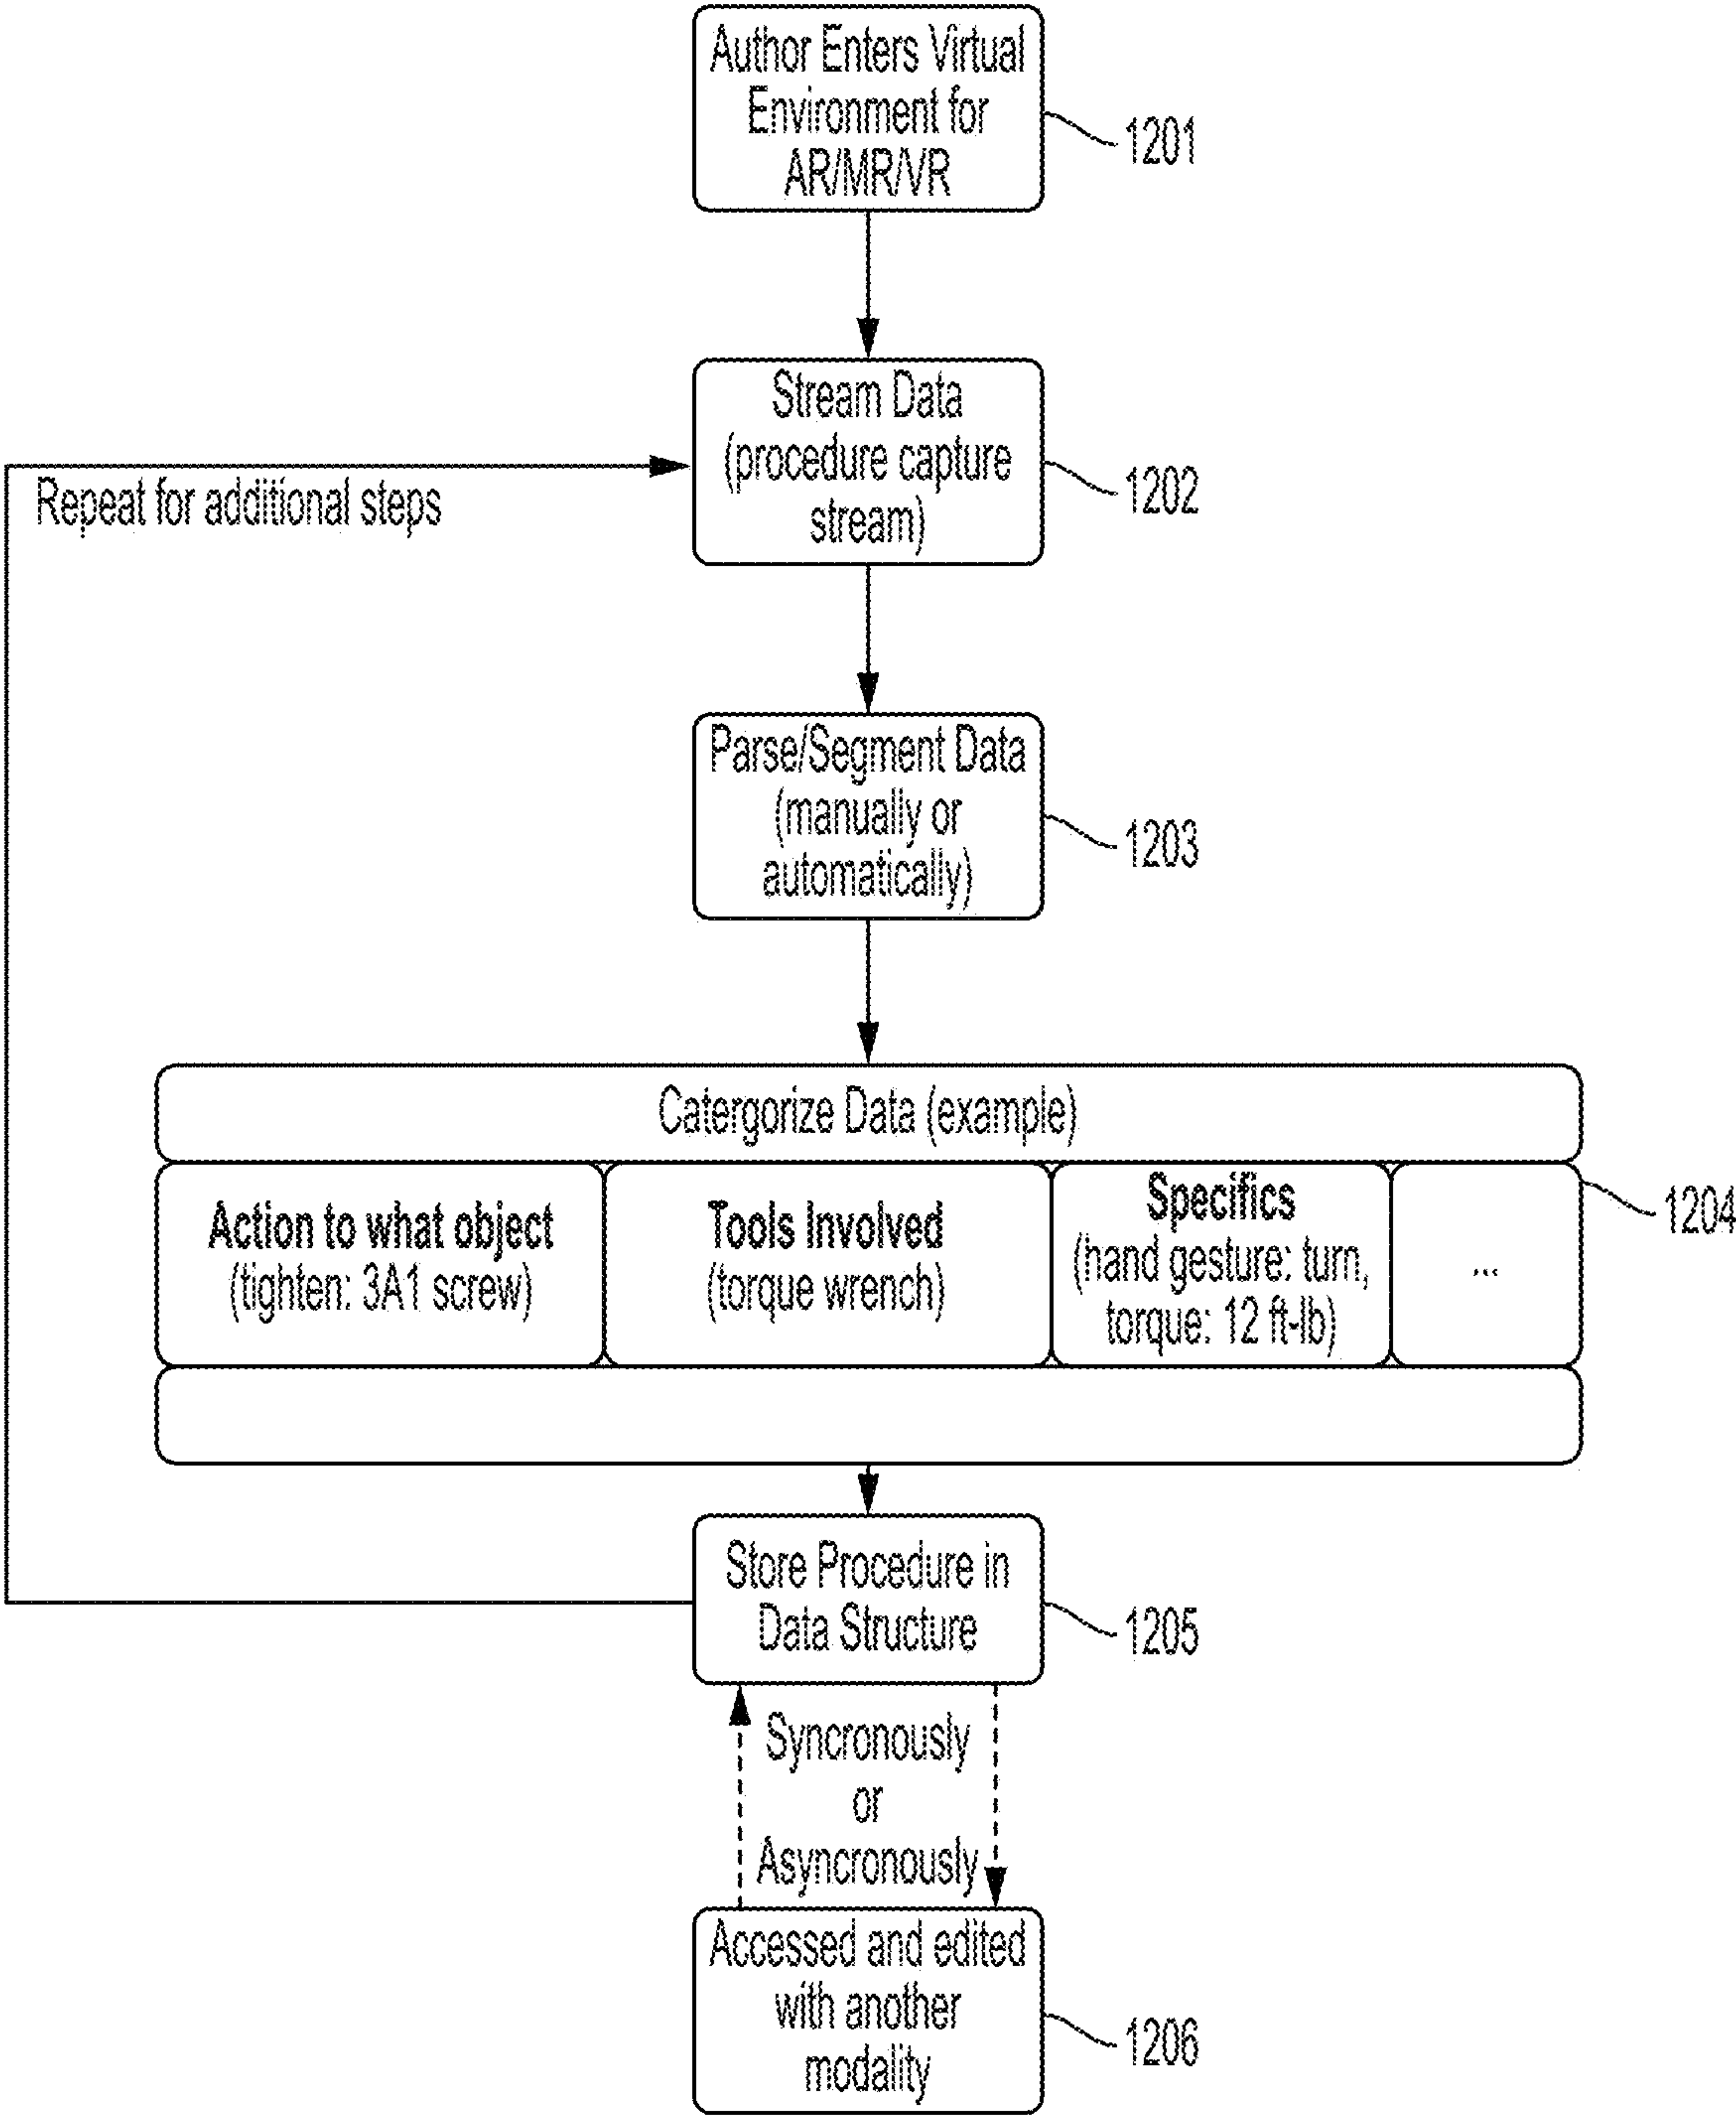 Author Enters Virtual
Environment for
AR/MR/VR
1201
Stream Data
(procedure capture
stream)
1202
Repeat for additional steps
Parse/Segment Data
(manually or
automatically)
1203
Catergorize Data (example)
Action to what object
(tighten: 3A1 screw)
Tools Involved
(torque wrench)
Specifics
(hand gesture: turn,
torque: 12 ft-lb)
...
1204
Store Procedure in
Data Structure
1205
Syncronously
or
Asyncronously
Accessed and edited
with another
modality
1206